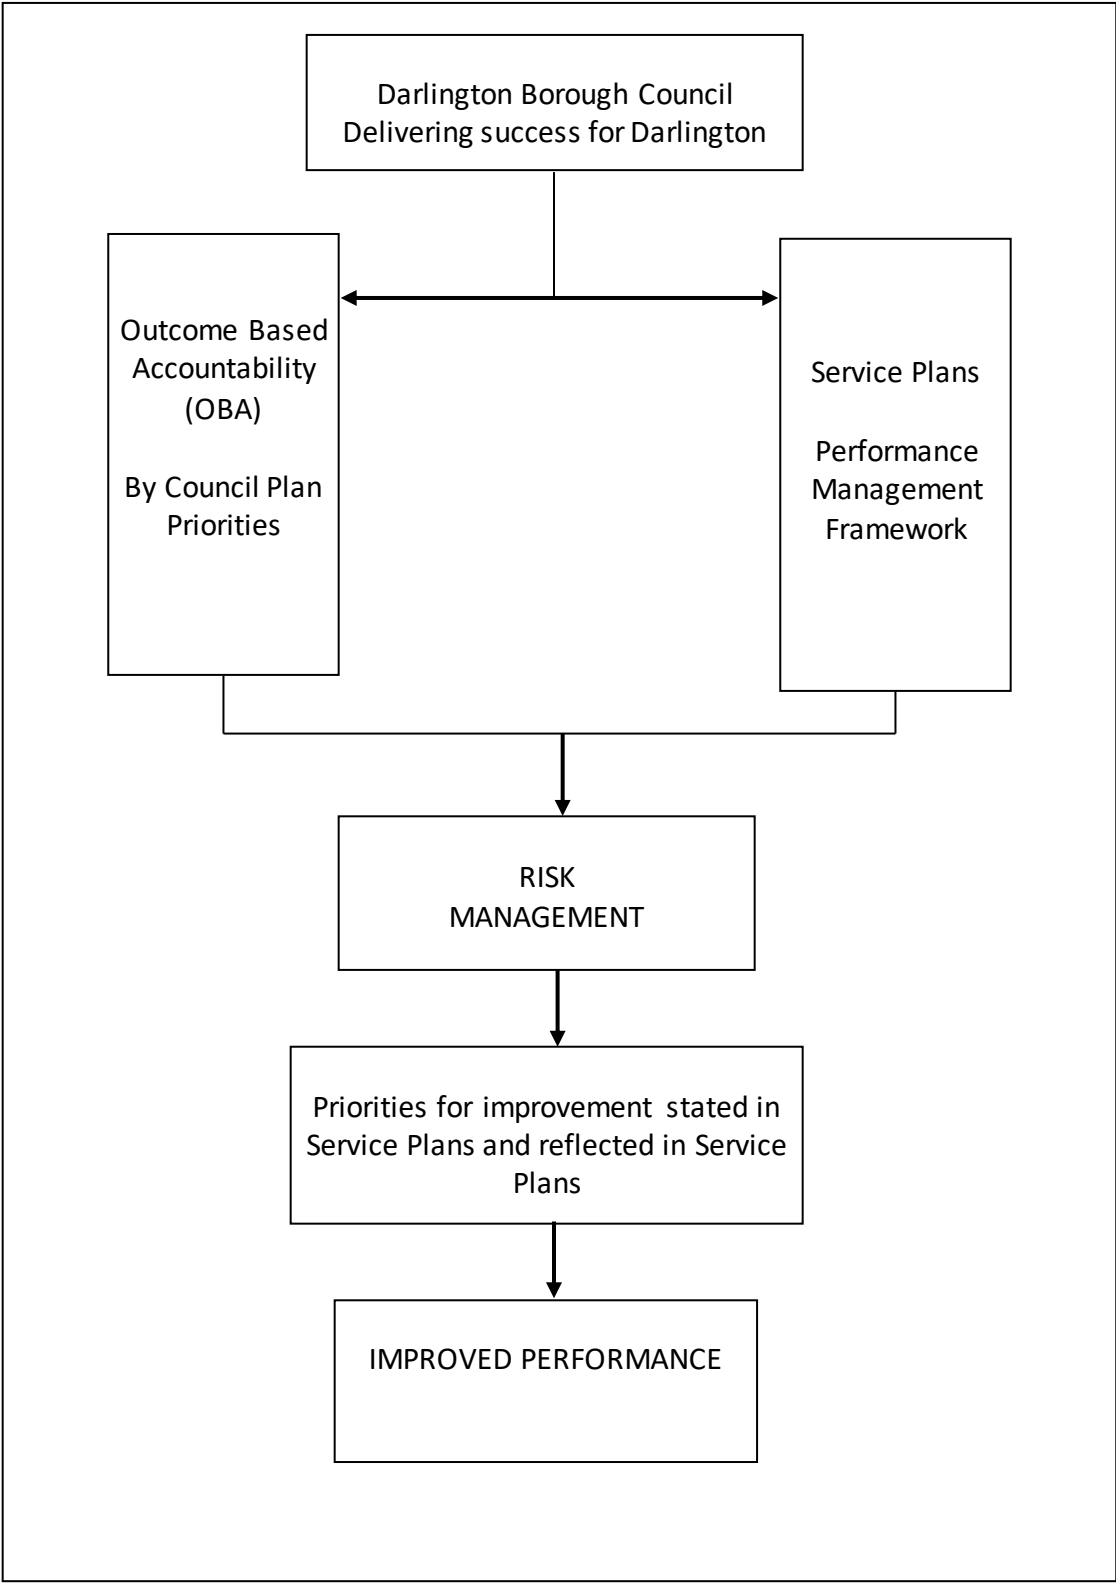 Darlington Borough Council
Delivering success for Darlington
Outcome Based
Accountability
(OBA)
By Council Plan
Priorities
Service Plans
Performance
Management
Framework
RISK
MANAGEMENT
Priorities for improvement stated in
Service Plans and reflected in Service
Plans
IMPROVED PERFORMANCE